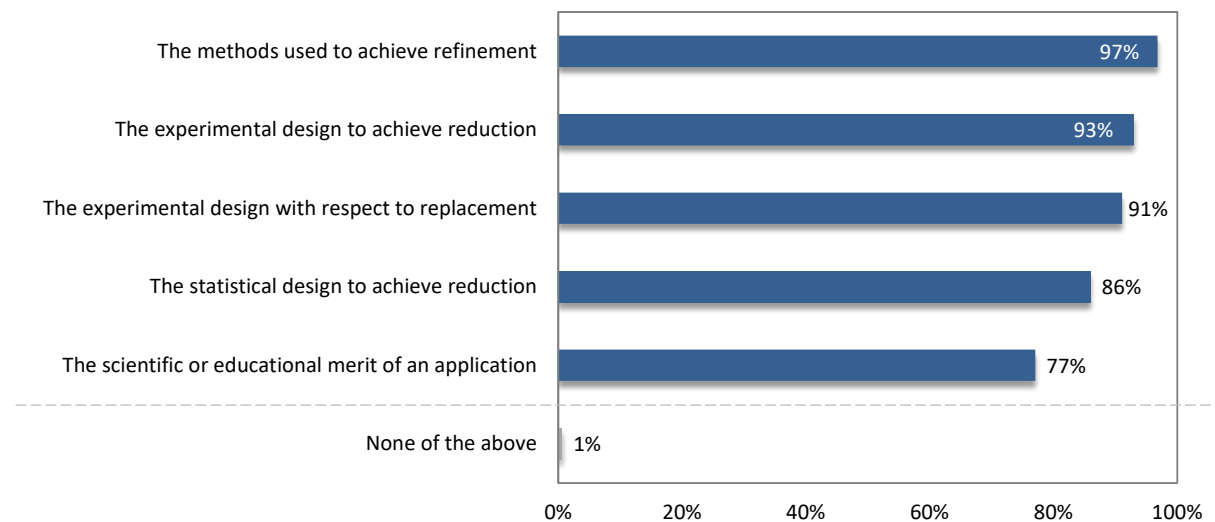 The methods used to achieve refinement 97%
The experimental design to achieve reduction 93%
The experimental design with respect to replacement 91%
The statistical design to achieve reduction 86%
The scientific or educational merit of an application 77%
None of the above 1%
0% 20% 40% 60% 80% 100%